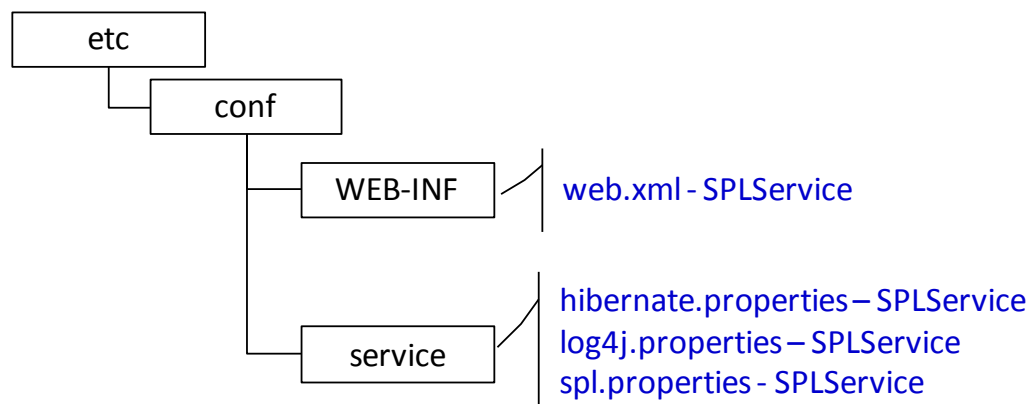 etc
conf
WEB-INF
web.xml - SPLService
hibernate.properties – SPLService
log4j.properties – SPLService
service
spl.properties - SPLService